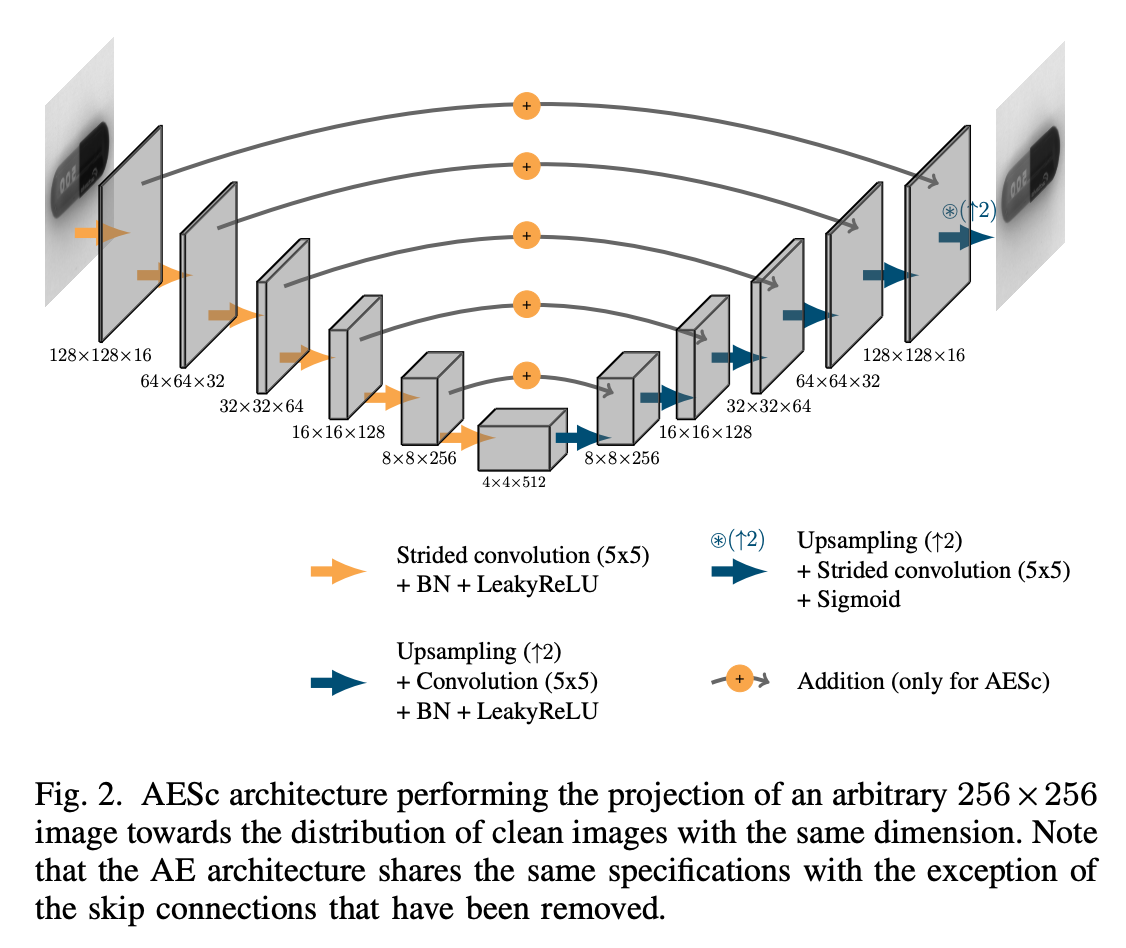 +
+
+
+
+
⊛(↑2)
128×128×16
64×64×32
32×32×64
16×16×128
8×8×256
4×4×512
8×8×256
16×16×128
32×32×64
64×64×32
128×128×16
Strided convolution (5x5)
+ BN + LeakyReLU
⊛(↑2)
Upsampling (↑2)
+ Strided convolution (5x5)
+ Sigmoid
Upsampling (↑2)
+ Convolution (5x5)
+ BN + LeakyReLU
+
Addition (only for AESc)
Fig. 2. AESc architecture performing the projection of an arbitrary 256 × 256
image towards the distribution of clean images with the same dimension. Note
that the AE architecture shares the same specifications with the exception of
the skip connections that have been removed.